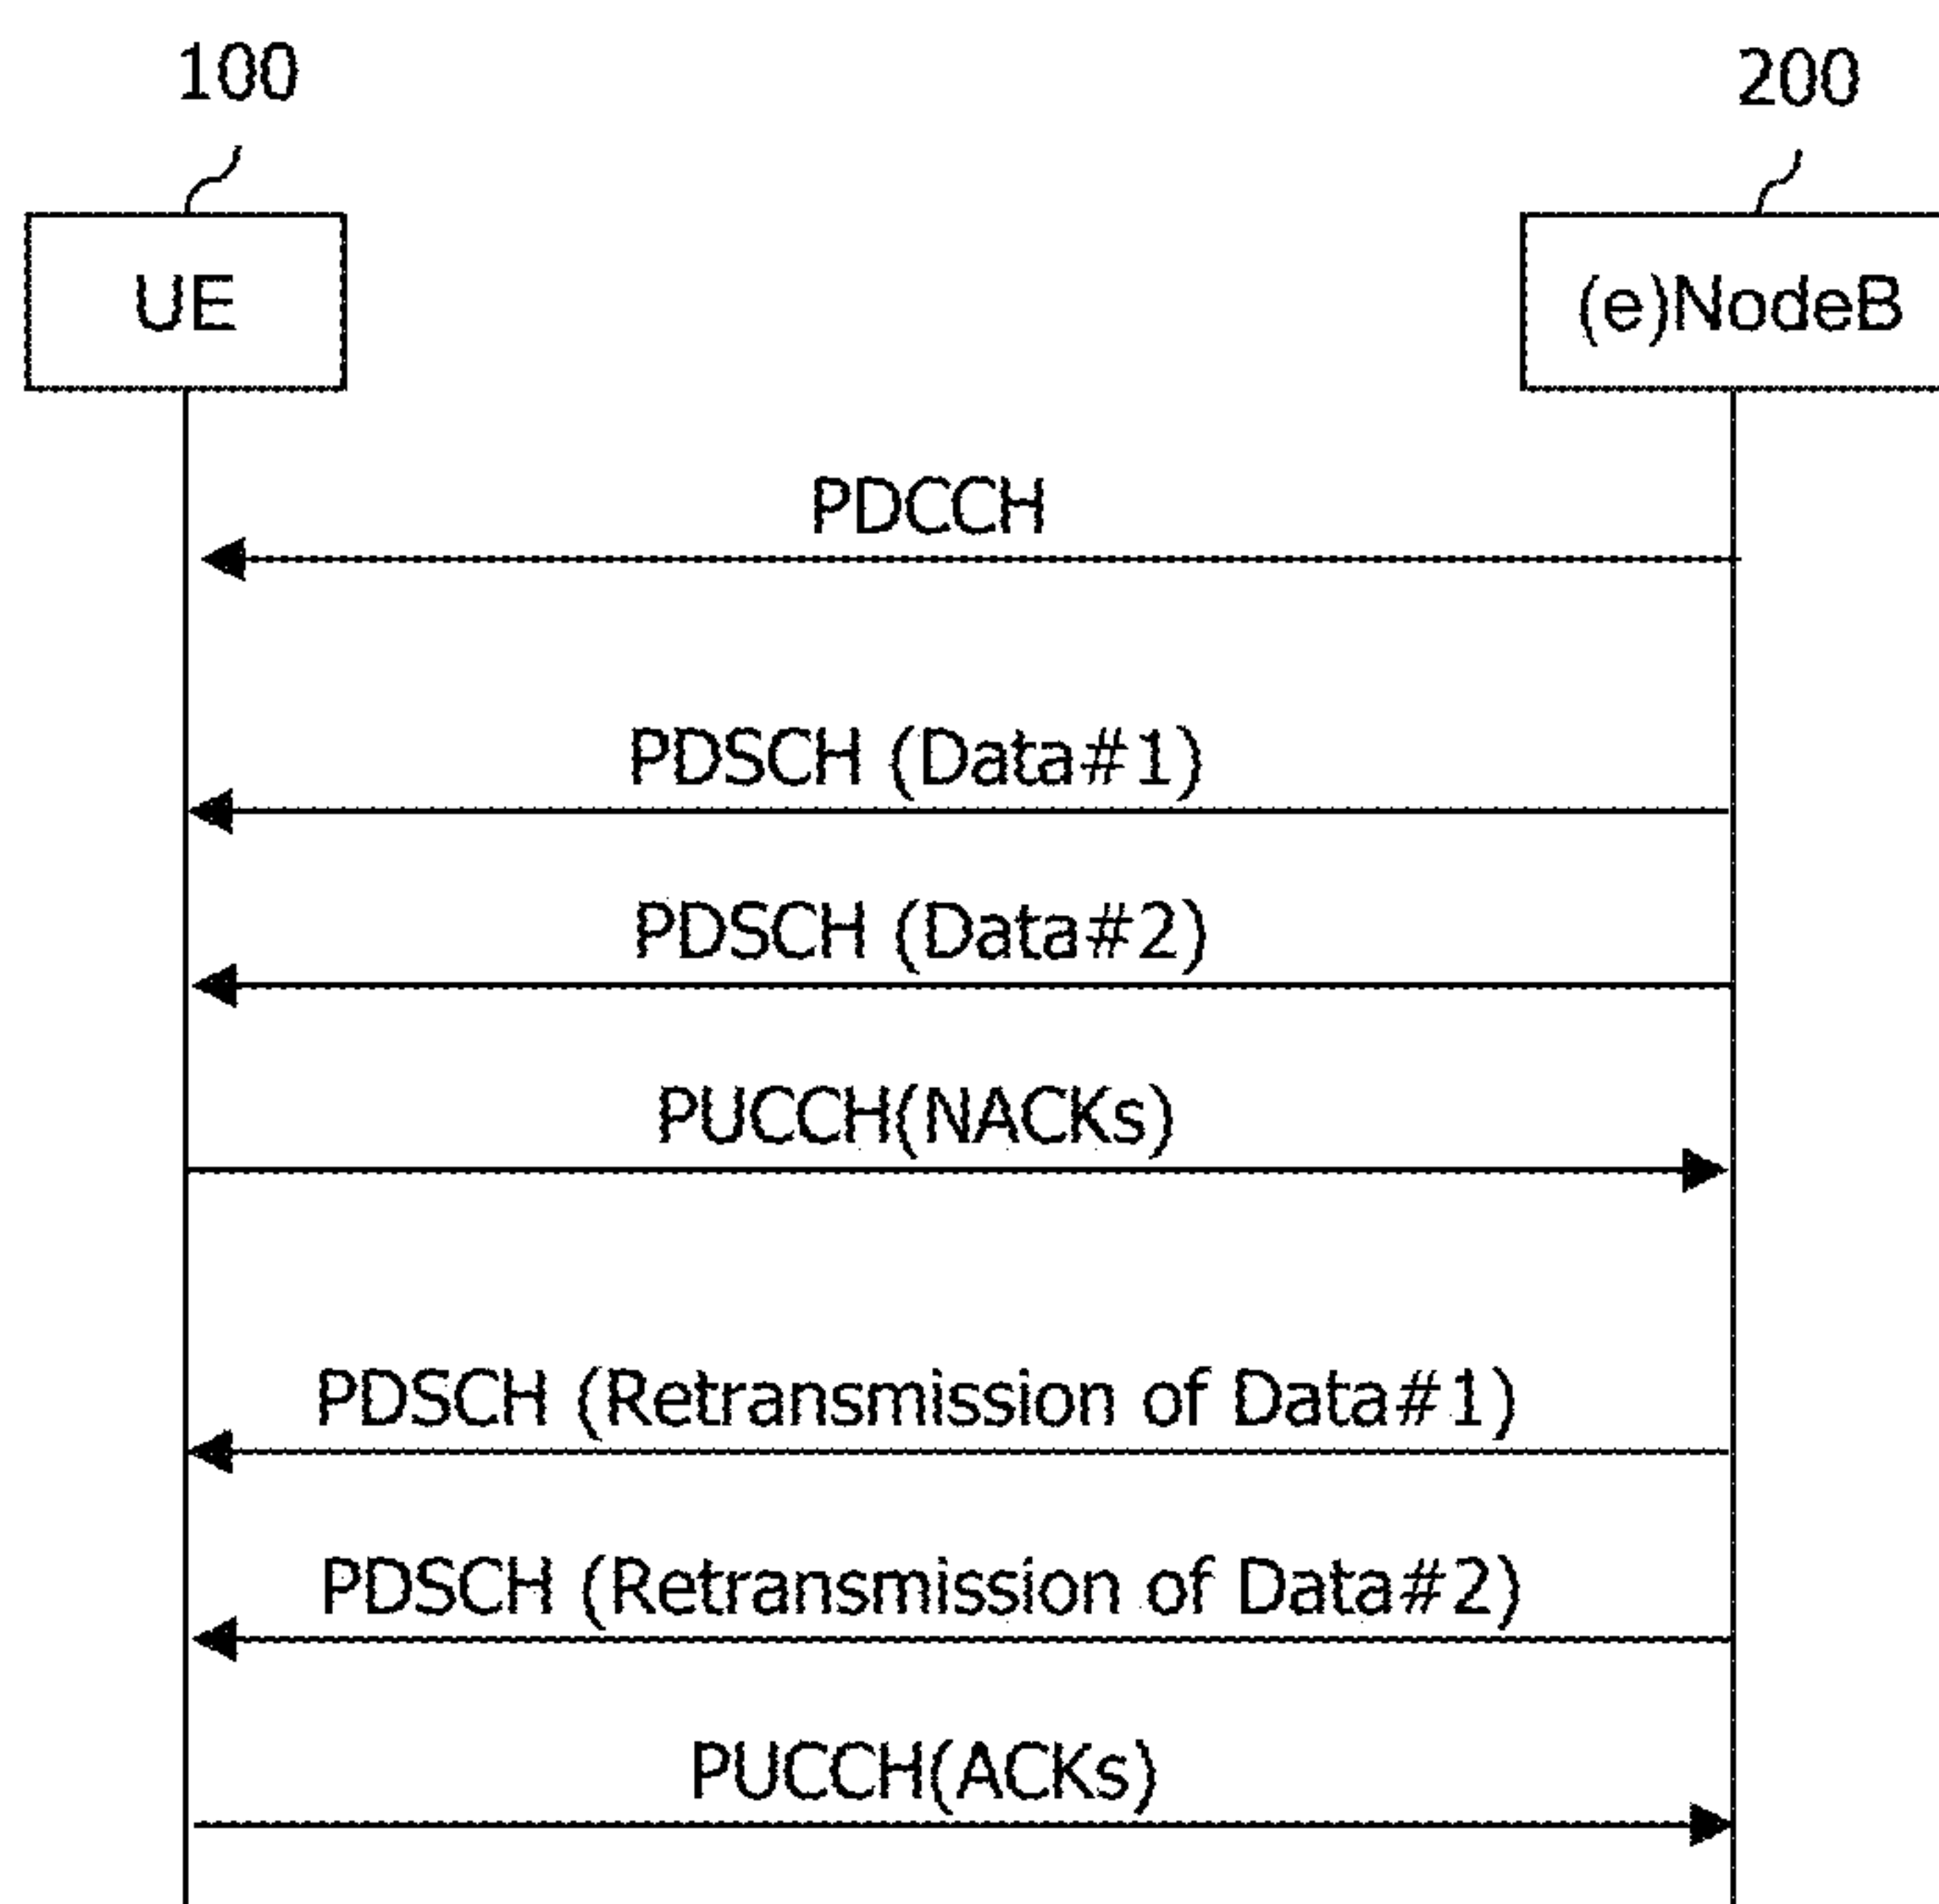 100
200
UE
(e)NodeB
PDCCH
PDSCH (Data#1)
PDSCH (Data#2)
PUCCH(NACKs)
PDSCH (Retransmission of Data#1)
PDSCH (Retransmission of Data#2)
PUCCH(ACKs)